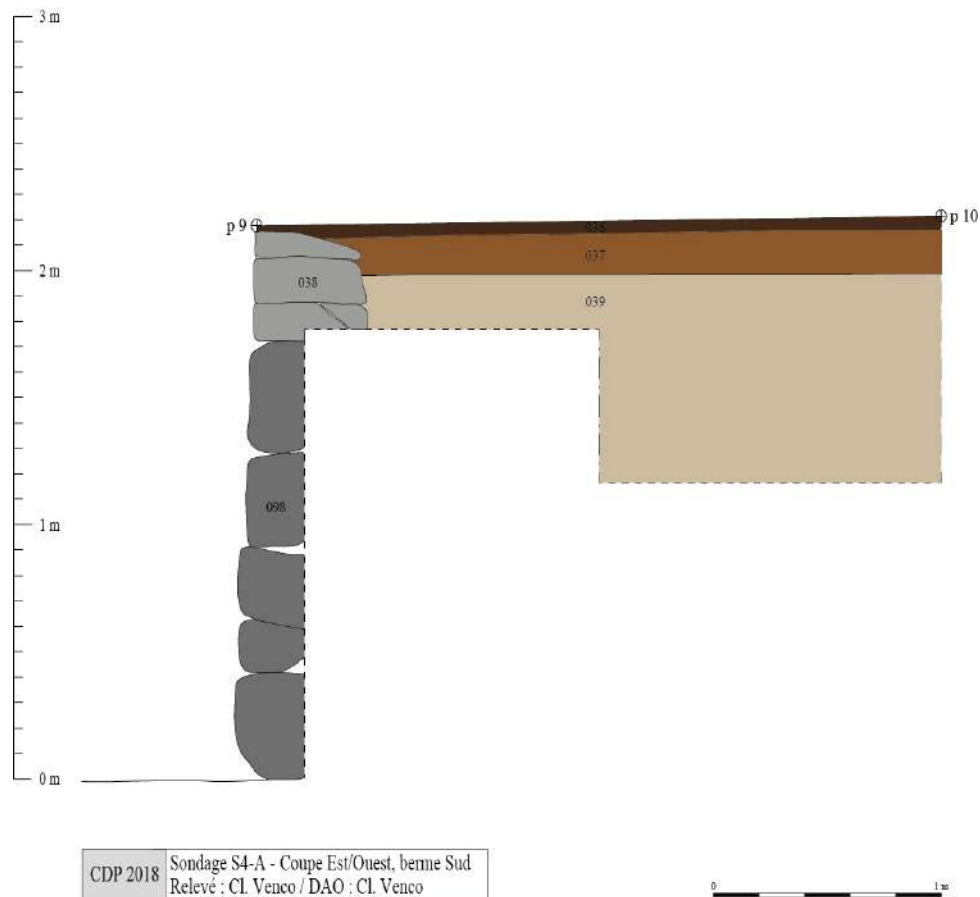 3 m
p 9
p 10
036
037
2 m
038
039
1 m
098
0 m
CDP 2018
Sondage S4-A - Coupe Est/Ouest, berme Sud
Relevé : Cl. Venco / DAO : Cl. Venco
0
1 m